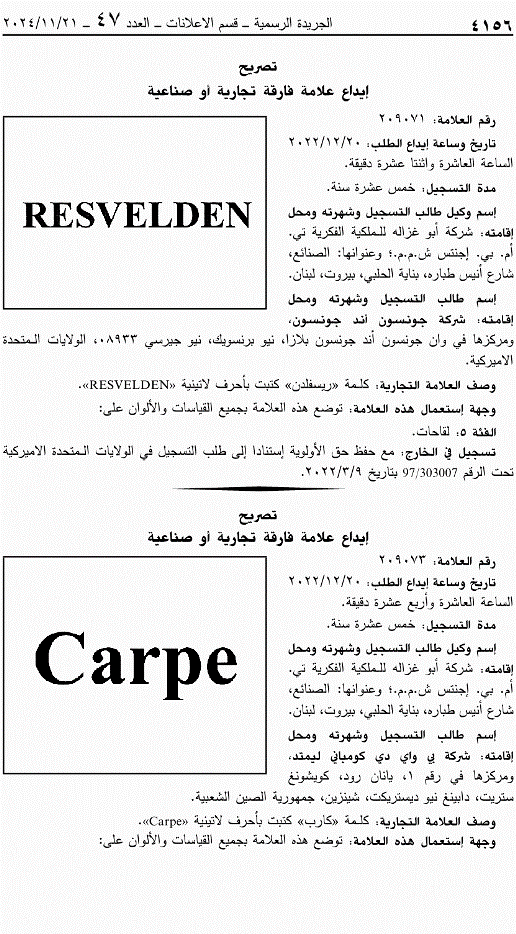 ٤١٥٦
الجريدة الرسمية ــ قسم الاعلانات ــ العدد ٤٧ ــ ٢٠٢٤/١١/٢١
تصريح
إيداع علامة فارقة تجارية أو صناعية
RESVELDEN
رقم العلامة: ٢٠٩٠٧١
تاريخ وساعة إيداع الطلب: ٢٠٢٢/١٢/٢٠
الساعة العاشرة واثنتا عشرة دقيقة.
مدة التسجيل: خمس عشرة سنة.
إسم وكيل طالب التسجيل وشهرته ومحل
إقامته: شركة أبو غزاله للملكية الفكرية تي.
أم. بي. إجنتس ش.م.م.؛ وعنوانها: الصنائع،
شارع أنيس طباره، بناية الحلبي، بيروت، لبنان.
إسم طالب التسجيل وشهرته ومحل
إقامته: شركة جونسون أند جونسون،
ومركزها في وان جونسون أند جونسون بلازا، نيو برنسويك، نيو جيرسي ٠٨٩٣٣، الولايات المتحدة
الاميركية.
وصف العلامة التجارية: كلمة «ريسفلدن» كتبت بأحرف لاتينية «RESVELDEN».
وجهة إستعمال هذه العلامة: توضع هذه العلامة بجميع القياسات والألوان على:
الفئة ٥: لقاحات.
تسجيل في الخارج: مع حفظ حق الأولوية إستنادا إلى طلب التسجيل في الولايات المتحدة الاميركية
تحت الرقم 97/303007 بتاريخ ٢٠٢٢/٣/٩.
تصريح
إيداع علامة فارقة تجارية أو صناعية
Carpe
رقم العلامة: ٢٠٩٠٧٣
تاريخ وساعة إيداع الطلب: ٢٠٢٢/١٢/٢٠
الساعة العاشرة وأربع عشرة دقيقة.
مدة التسجيل: خمس عشرة سنة.
إسم وكيل طالب التسجيل وشهرته ومحل
إقامته: شركة أبو غزاله للملكية الفكرية تي.
أم. بي. إجنتس ش.م.م.؛ وعنوانها: الصنائع،
شارع أنيس طباره، بناية الحلبي، بيروت، لبنان.
إسم طالب التسجيل وشهرته ومحل
إقامته: شركة بي واي دي كومباني ليمتد،
ومركزها في رقم ١، يانان رود، كويشونغ
ستريت، دابينغ نيو ديستريكت، شينزين، جمهورية الصين الشعبية.
وصف العلامة التجارية: كلمة «كارب» كتبت بأحرف لاتينية «Carpe».
وجهة إستعمال هذه العلامة: توضع هذه العلامة بجميع القياسات والألوان على: